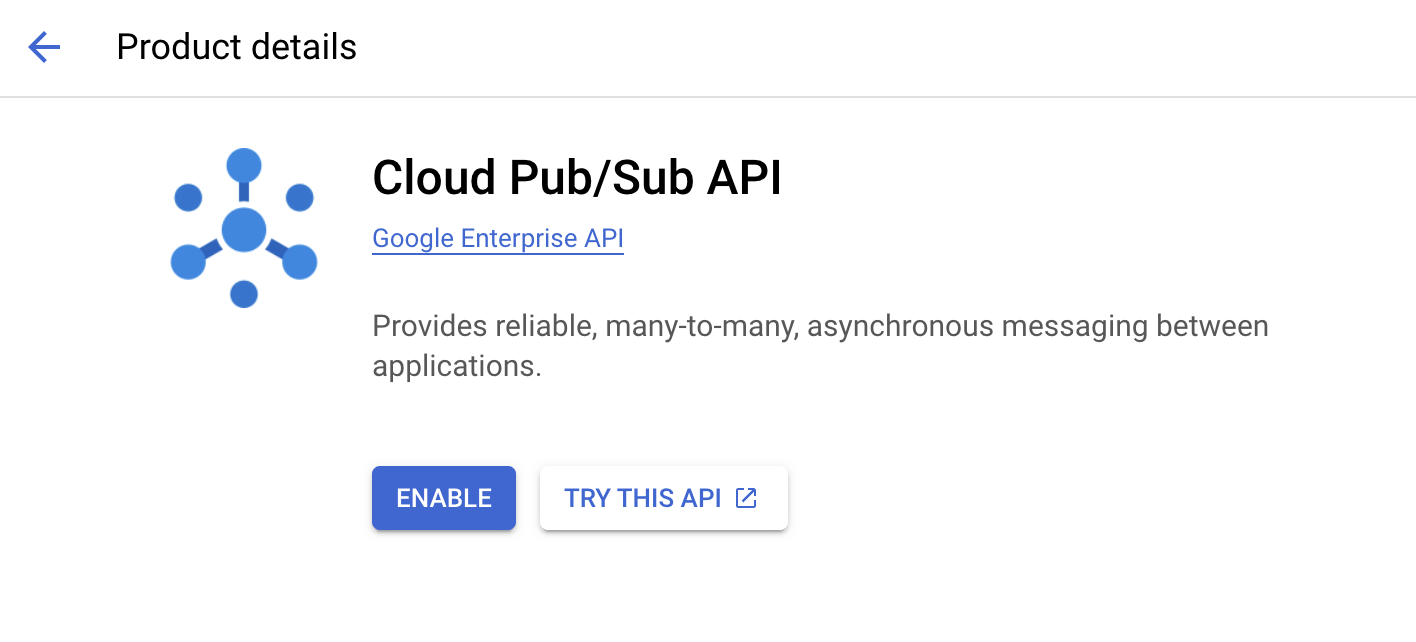 Product details
Cloud Pub/Sub API
Google Enterprise API
Provides reliable, many-to-many, asynchronous messaging between
applications.
ENABLE
TRY THIS API